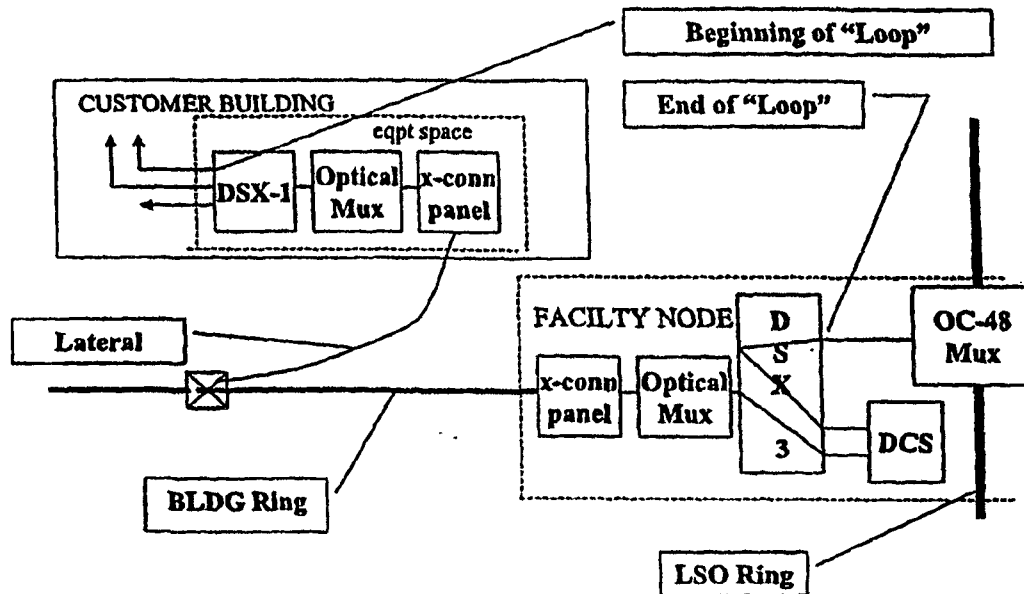 Beginning of “Loop”
End of “Loop”
CUSTOMER BUILDING
eqpt space
DSX-1
Optical
Mux
x-conn
panel
Lateral
FACILTY NODE
D
S
X
3
OC-48
Mux
x-conn
panel
Optical
Mux
DCS
BLDG Ring
LSO Ring